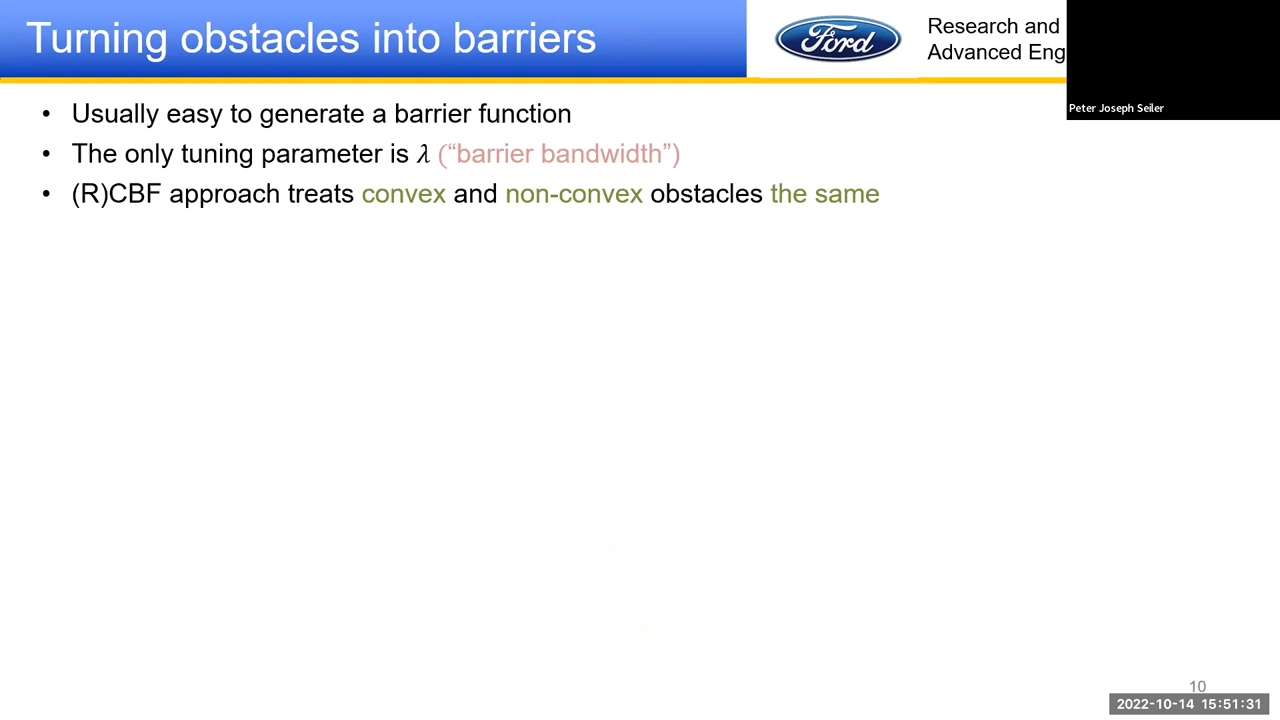 Turning obstacles into barriers
Ford
Research and
Advanced Eng
Peter Joseph Seiler
• Usually easy to generate a barrier function
• The only tuning parameter is λ (“barrier bandwidth”)
• (R)CBF approach treats convex and non-convex obstacles the same
10
2022-10-14 15:51:31